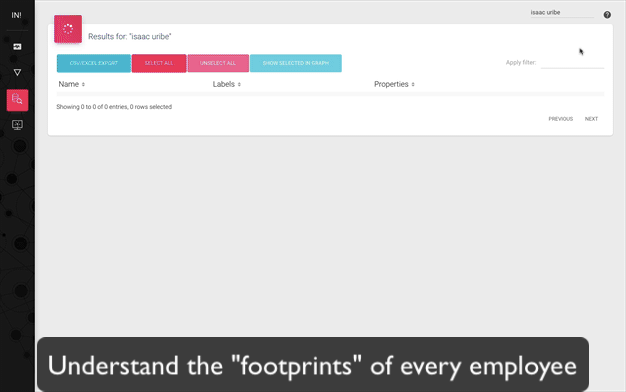 IN!
isaac uribe
Results for: "isaac uribe"
CSV/EXCEL EXPORT
SELECT ALL
UNSELECT ALL
SHOW SELECTED IN GRAPH
Apply filter:
Name
Labels
Properties
Showing 0 to 0 of 0 entries, 0 rows selected
PREVIOUS
NEXT
Understand the "footprints" of every employee